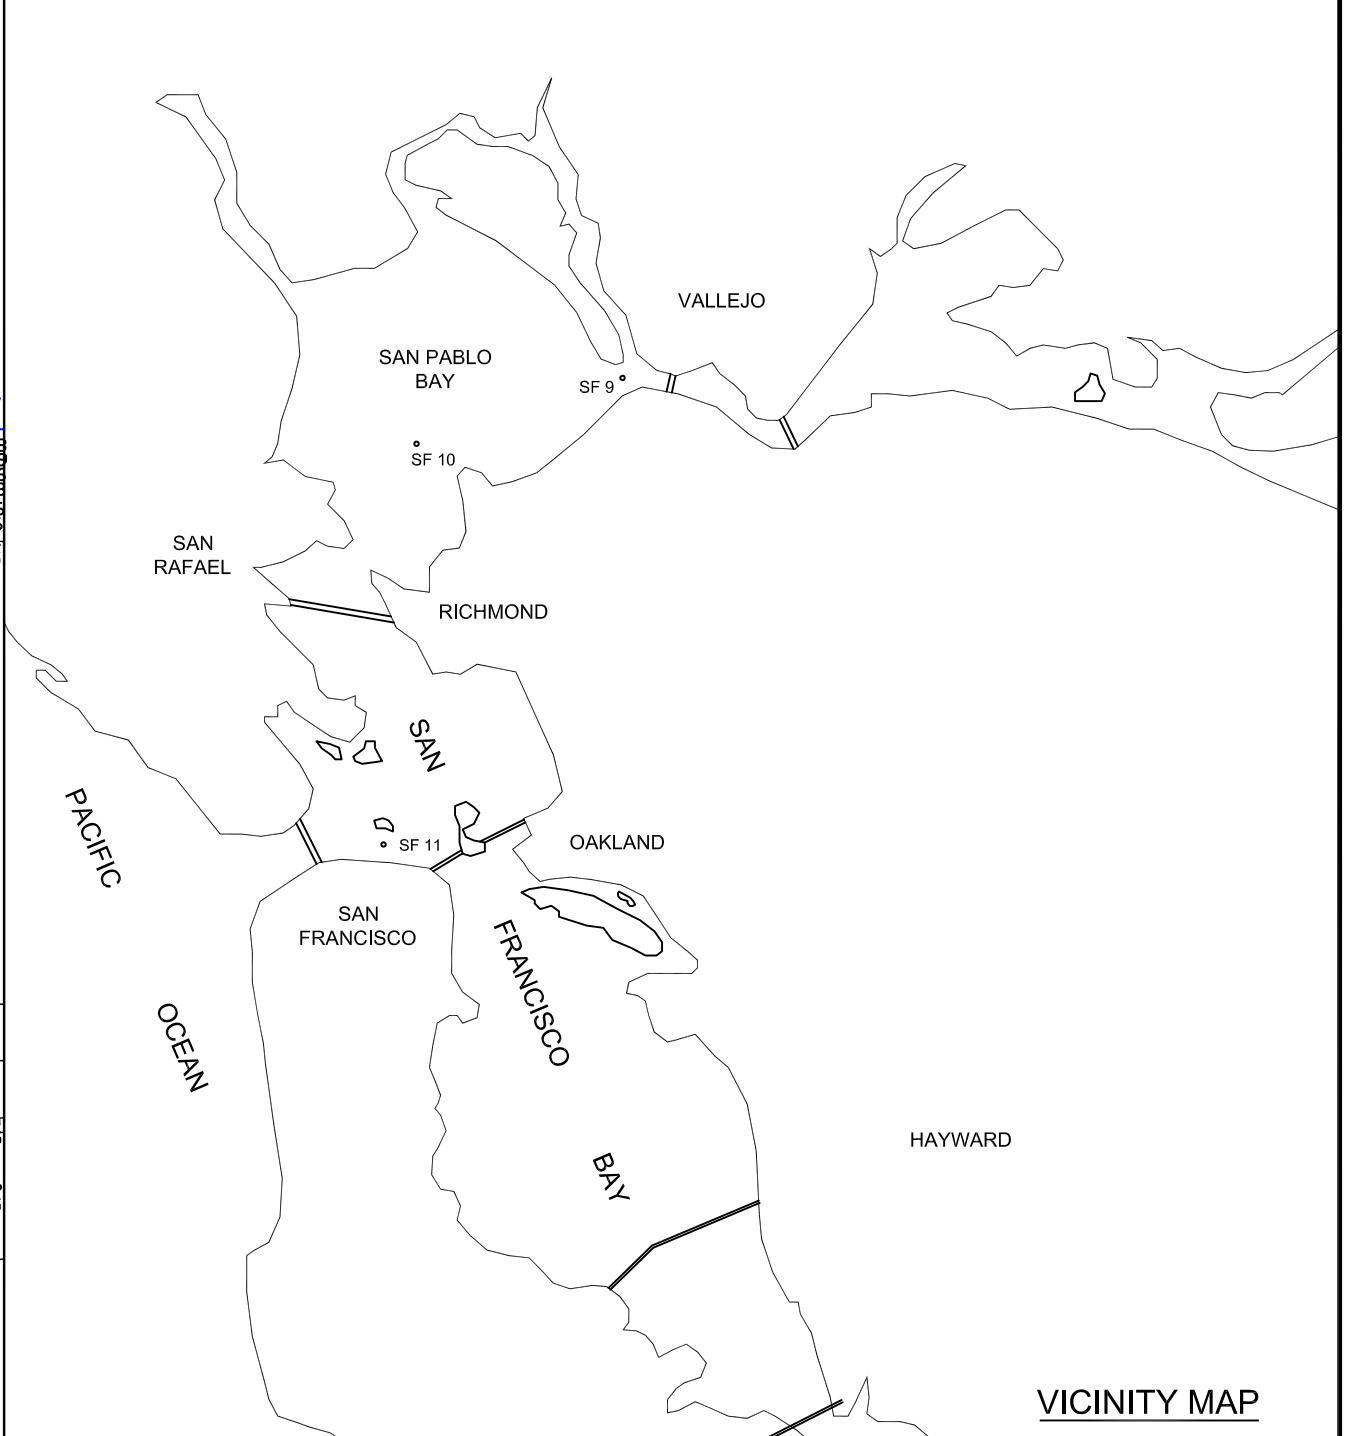 VALLEJO
SAN PABLO
BAY
SF 9
SF 10
SAN
RAFAEL
RICHMOND
SAN
PACIFIC
SF 11
OAKLAND
SAN
FRANCISCO
FRANCISCO
OCEAN
HAYWARD
BAY
VICINITY MAP